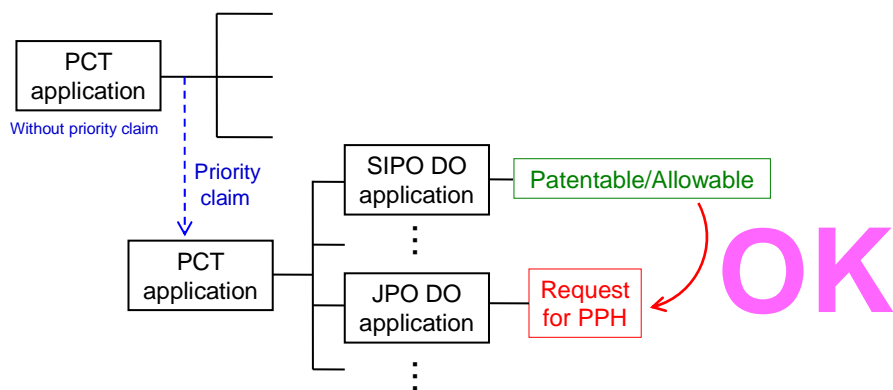 PCT
application
Without priority claim
Priority
claim
SIPO DO
application
Patentable/Allowable
OK
PCT
application
JPO DO
application
Request
for PPH